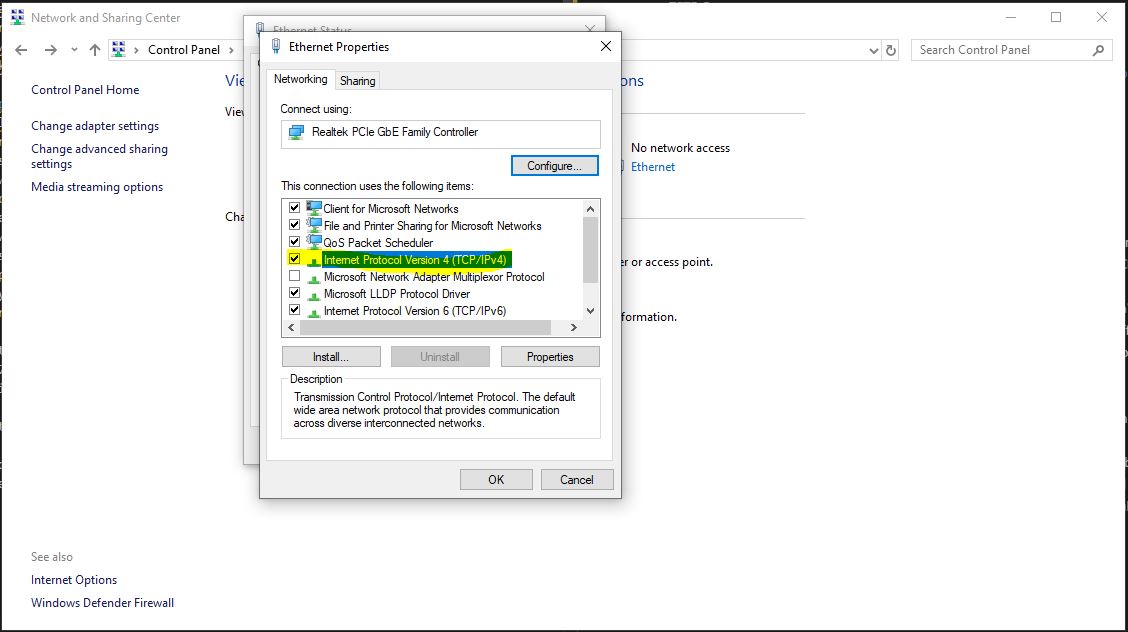 Network and Sharing Center
Ethernet Status
Control Panel
Search Control Panel
Ethernet Properties
Networking
Sharing
Control Panel Home
Change adapter settings
Change advanced sharing
settings
Media streaming options
Connect using:
Realtek PCIe GbE Family Controller
Configure...
This connection uses the following items:
Client for Microsoft Networks
File and Printer Sharing for Microsoft Networks
QoS Packet Scheduler
Internet Protocol Version 4 (TCP/IPv4)
Microsoft Network Adapter Multiplexor Protocol
Microsoft LLDP Protocol Driver
Internet Protocol Version 6 (TCP/IPv6)
Install...
Uninstall
Properties
Description
Transmission Control Protocol/Internet Protocol. The default
wide area network protocol that provides communication
across diverse interconnected networks.
OK
Cancel
No network access
Ethernet
er or access point.
formation.
See also
Internet Options
Windows Defender Firewall